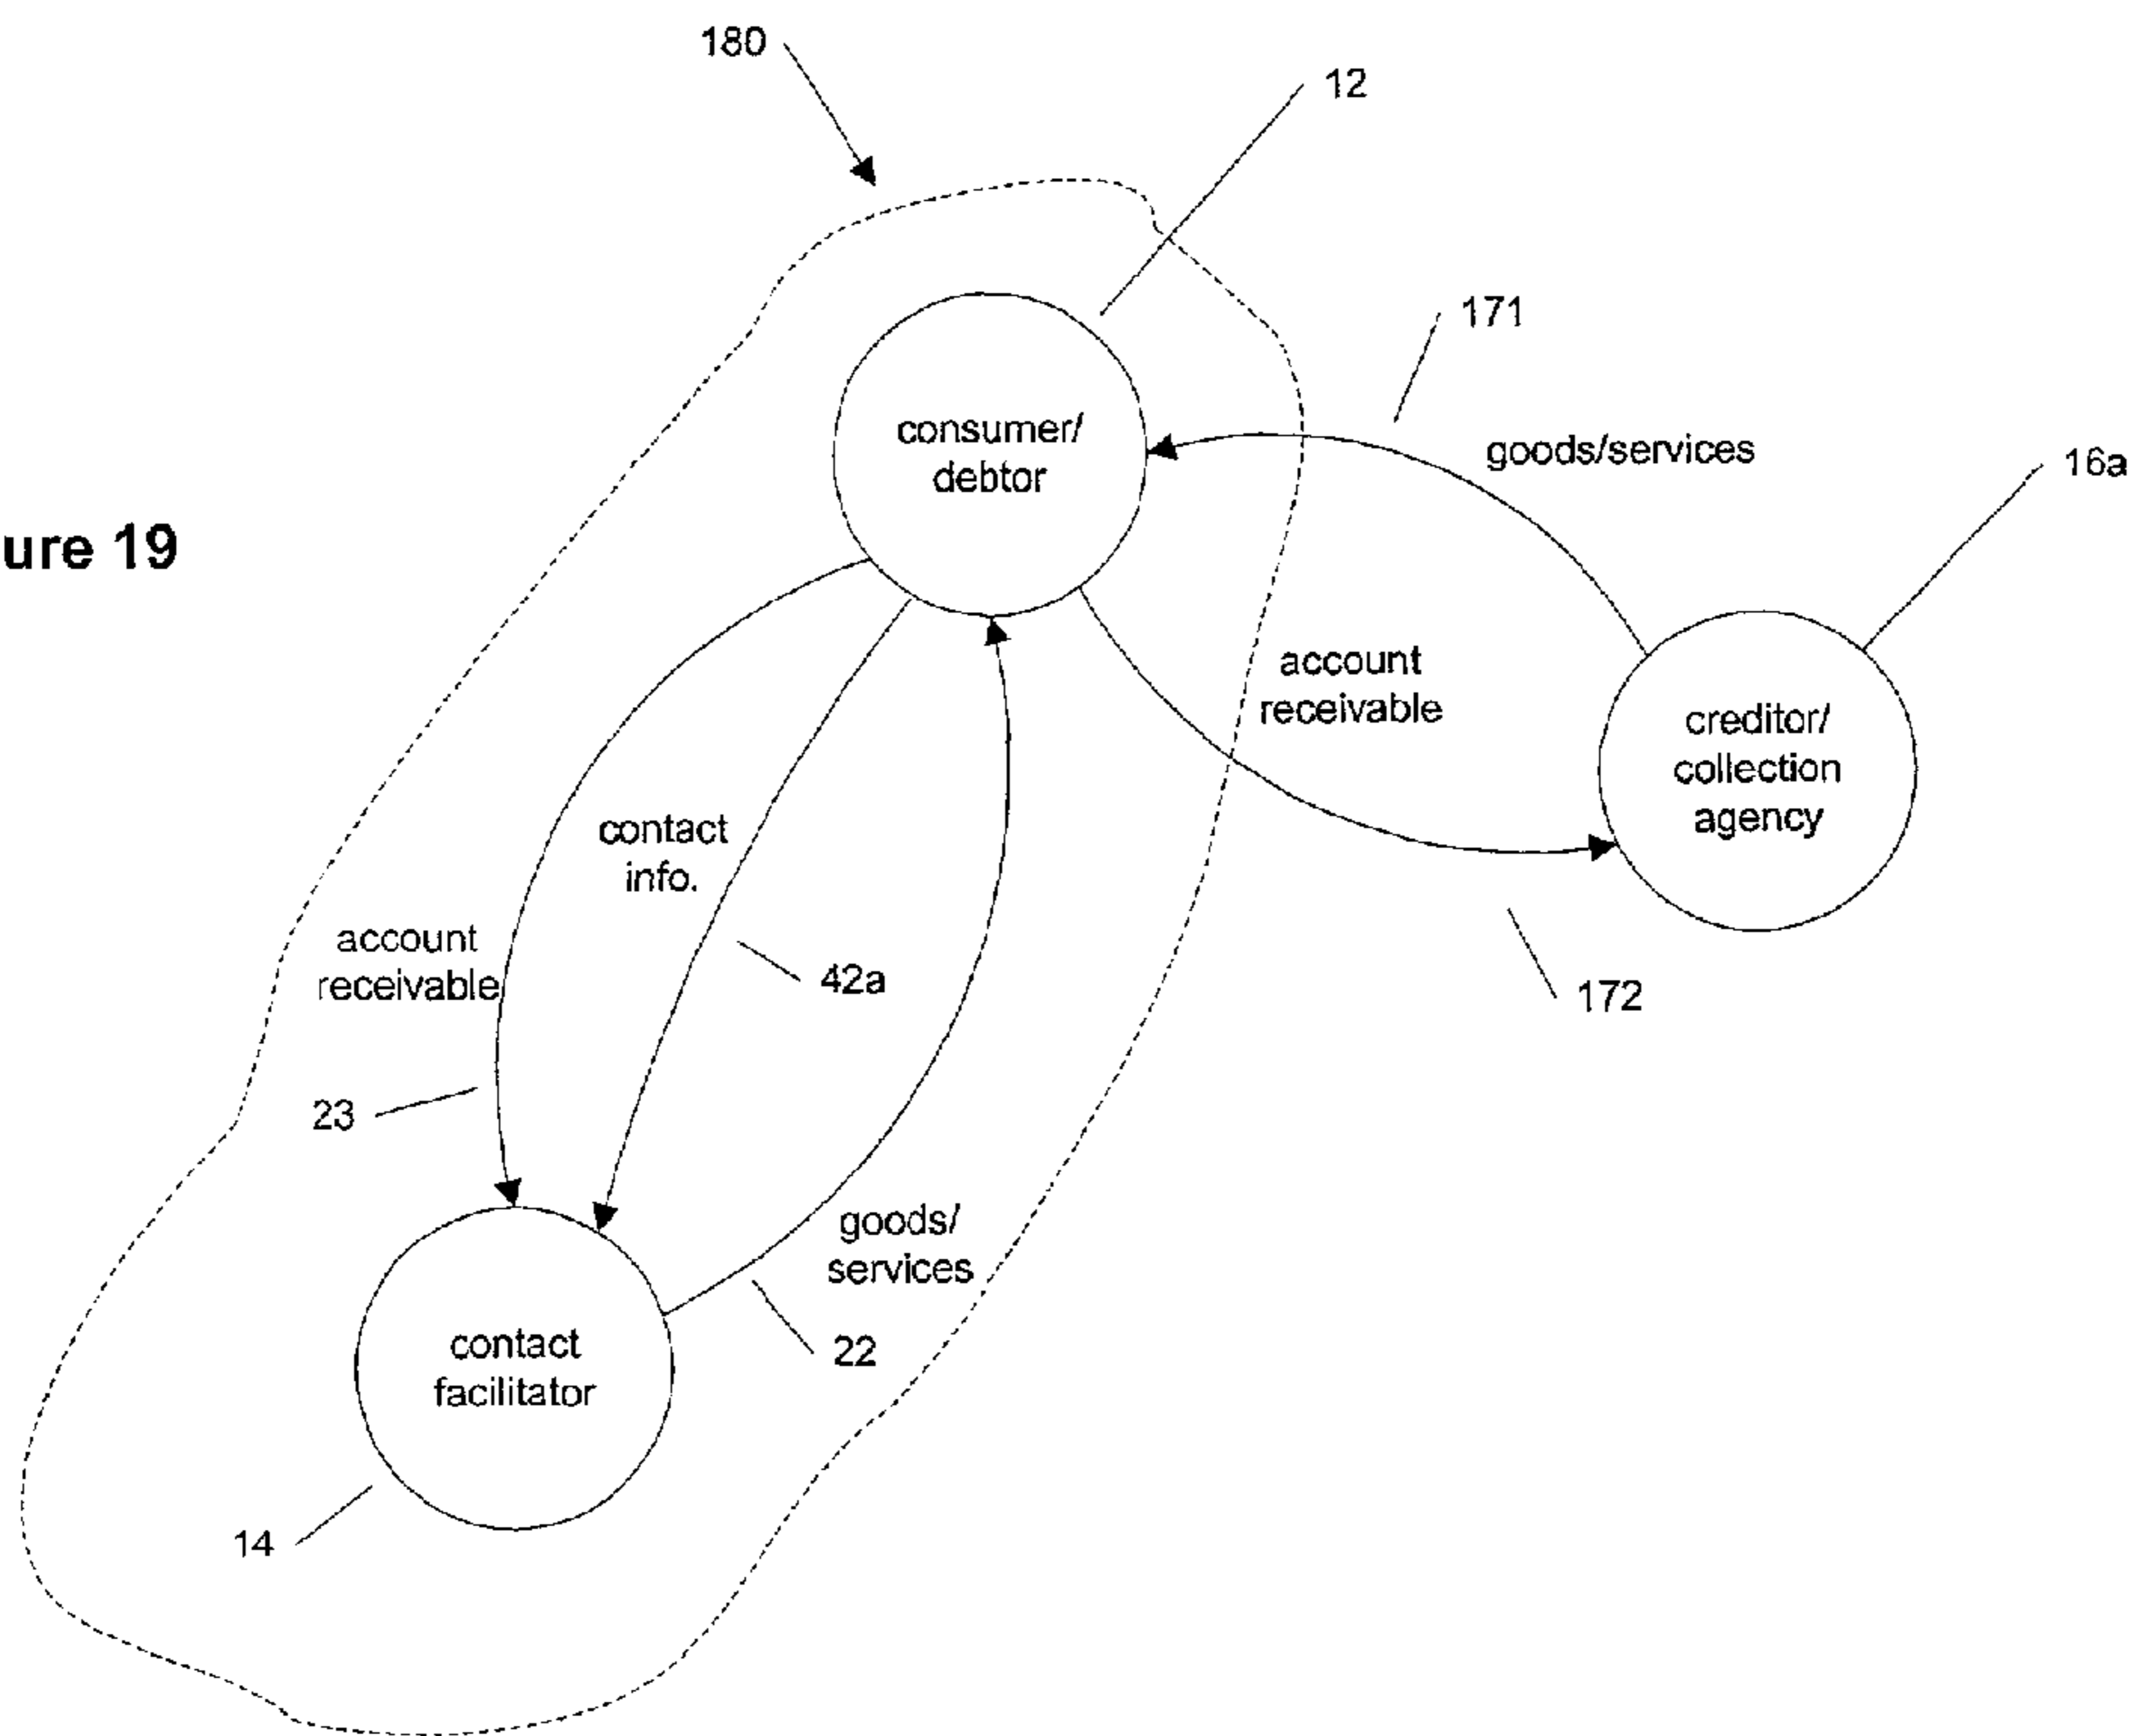 180
12
171
goods/services
16a
consumer/
debtor
ure 19
account
receivable
creditor/
collection
agency
contact
info.
account
receivable
42a
172
23
goods/
services
22
contact
facilitator
14